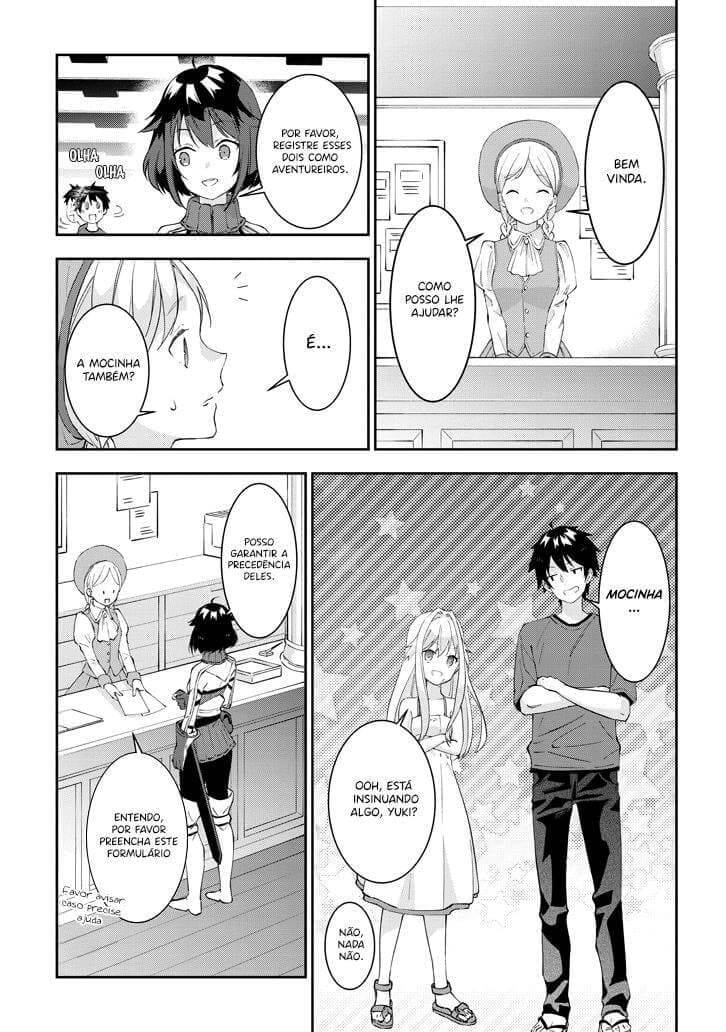 BEM
VINDA.
COMO
POSSO LHE
AJUDAR?
POR FAVOR,
REGISTRE ESSES
DOIS COMO
AVENTUREIROS.
OLHA
OLHA
É...
A MOCINHA
TAMBÉM?
MOCINHA
...
OOH, ESTÁ
INSINUANDO
ALGO, YUKI?
NÃO,
NADA
NÃO.
POSSO
GARANTIR A
PRECEDÊNCIA
DELES.
ENTENDO,
POR FAVOR
PREENCHA ESTE
FORMULÁRIO
Favor avisar
caso precise
ajuda